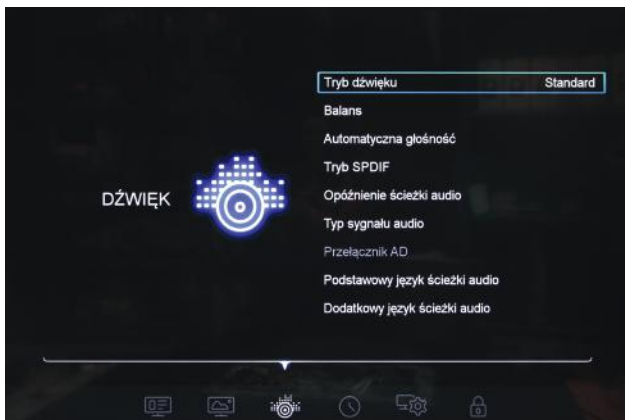 Tryb dźwięku Standard
Balans
Automatyczna głośność
Tryb SPDIF
DŹWIĘK
Opóźnienie ścieżki audio
Typ sygnału audio
Przełącznik AD
Podstawowy język ścieżki audio
Dodatkowy język ścieżki audio